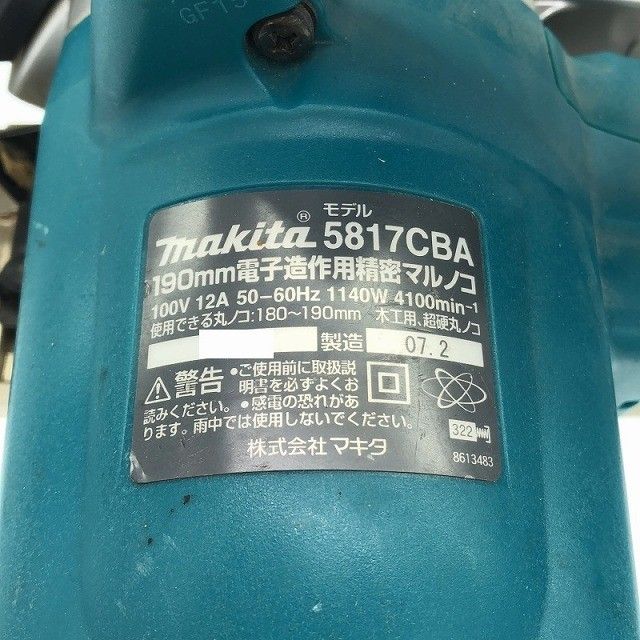 モデル
makita® 5817CBA
190mm電子造作用精密マルノコ
100V 12A 50-60Hz 1140W 4100min-1
使用できる丸ノコ:180〜190mm 木工用、超硬丸ノコ
製造 07.2
⚠警告 •ご使用前に取扱説
明書を必ずよくお
読みください。 •感電の恐れがあ
ります。雨中では使用しないでください。
322
株式会社 マキタ
8613483